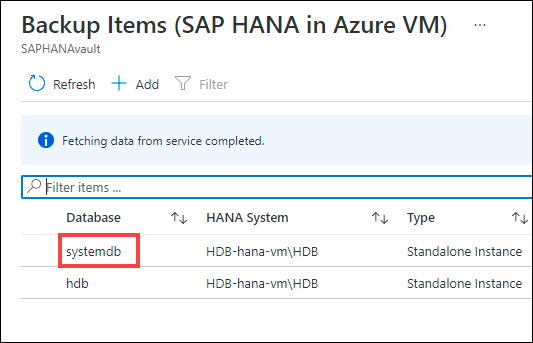 Backup Items (SAP HANA in Azure VM) ...
SAPHANAvault
Refresh Add Filter
Fetching data from service completed.
Filter items ...
Database HANA System Type
systemdb HDB-hana-vm\HDB Standalone Instance
hdb HDB-hana-vm\HDB Standalone Instance